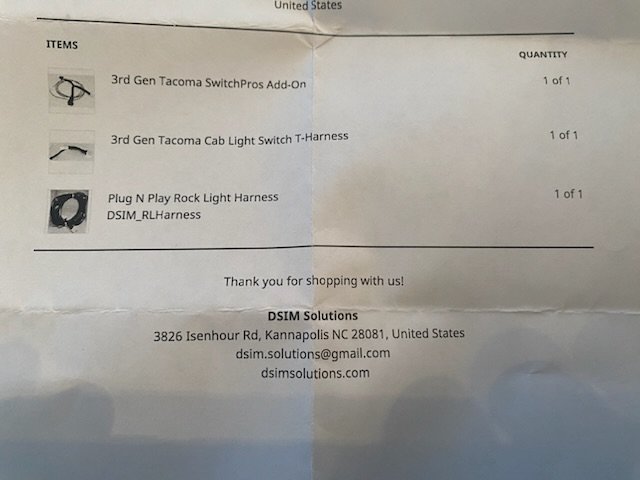 United States
ITEMS
QUANTITY
3rd Gen Tacoma SwitchPros Add-On
1 of 1
3rd Gen Tacoma Cab Light Switch T-Harness
1 of 1
Plug N Play Rock Light Harness
1 of 1
DSIM_RLHarness
Thank you for shopping with us!
DSIM Solutions
3826 Isenhour Rd, Kannapolis NC 28081, United States
dsim.solutions@gmail.com
dsimsolutions.com